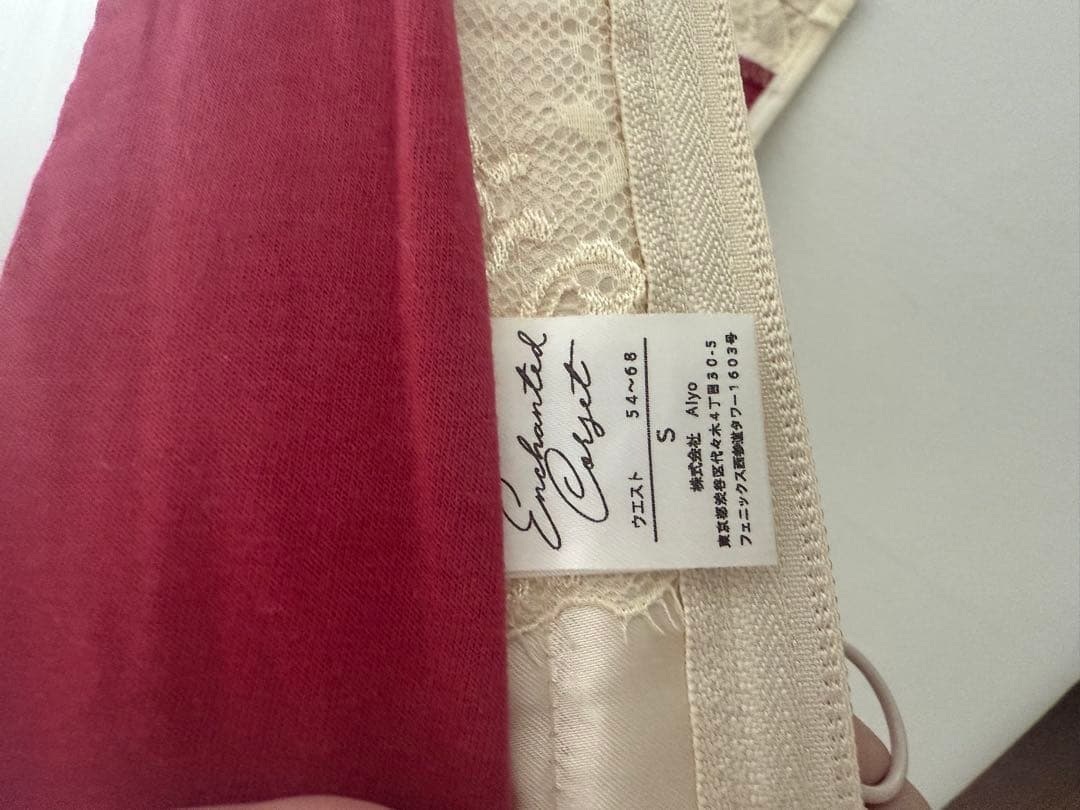 Enchanted
Corset
ウエスト 54~68
S
株式会社 Alyo
東京都渋谷区代々木4丁目30-5
フェニックス西参道タワー1603号